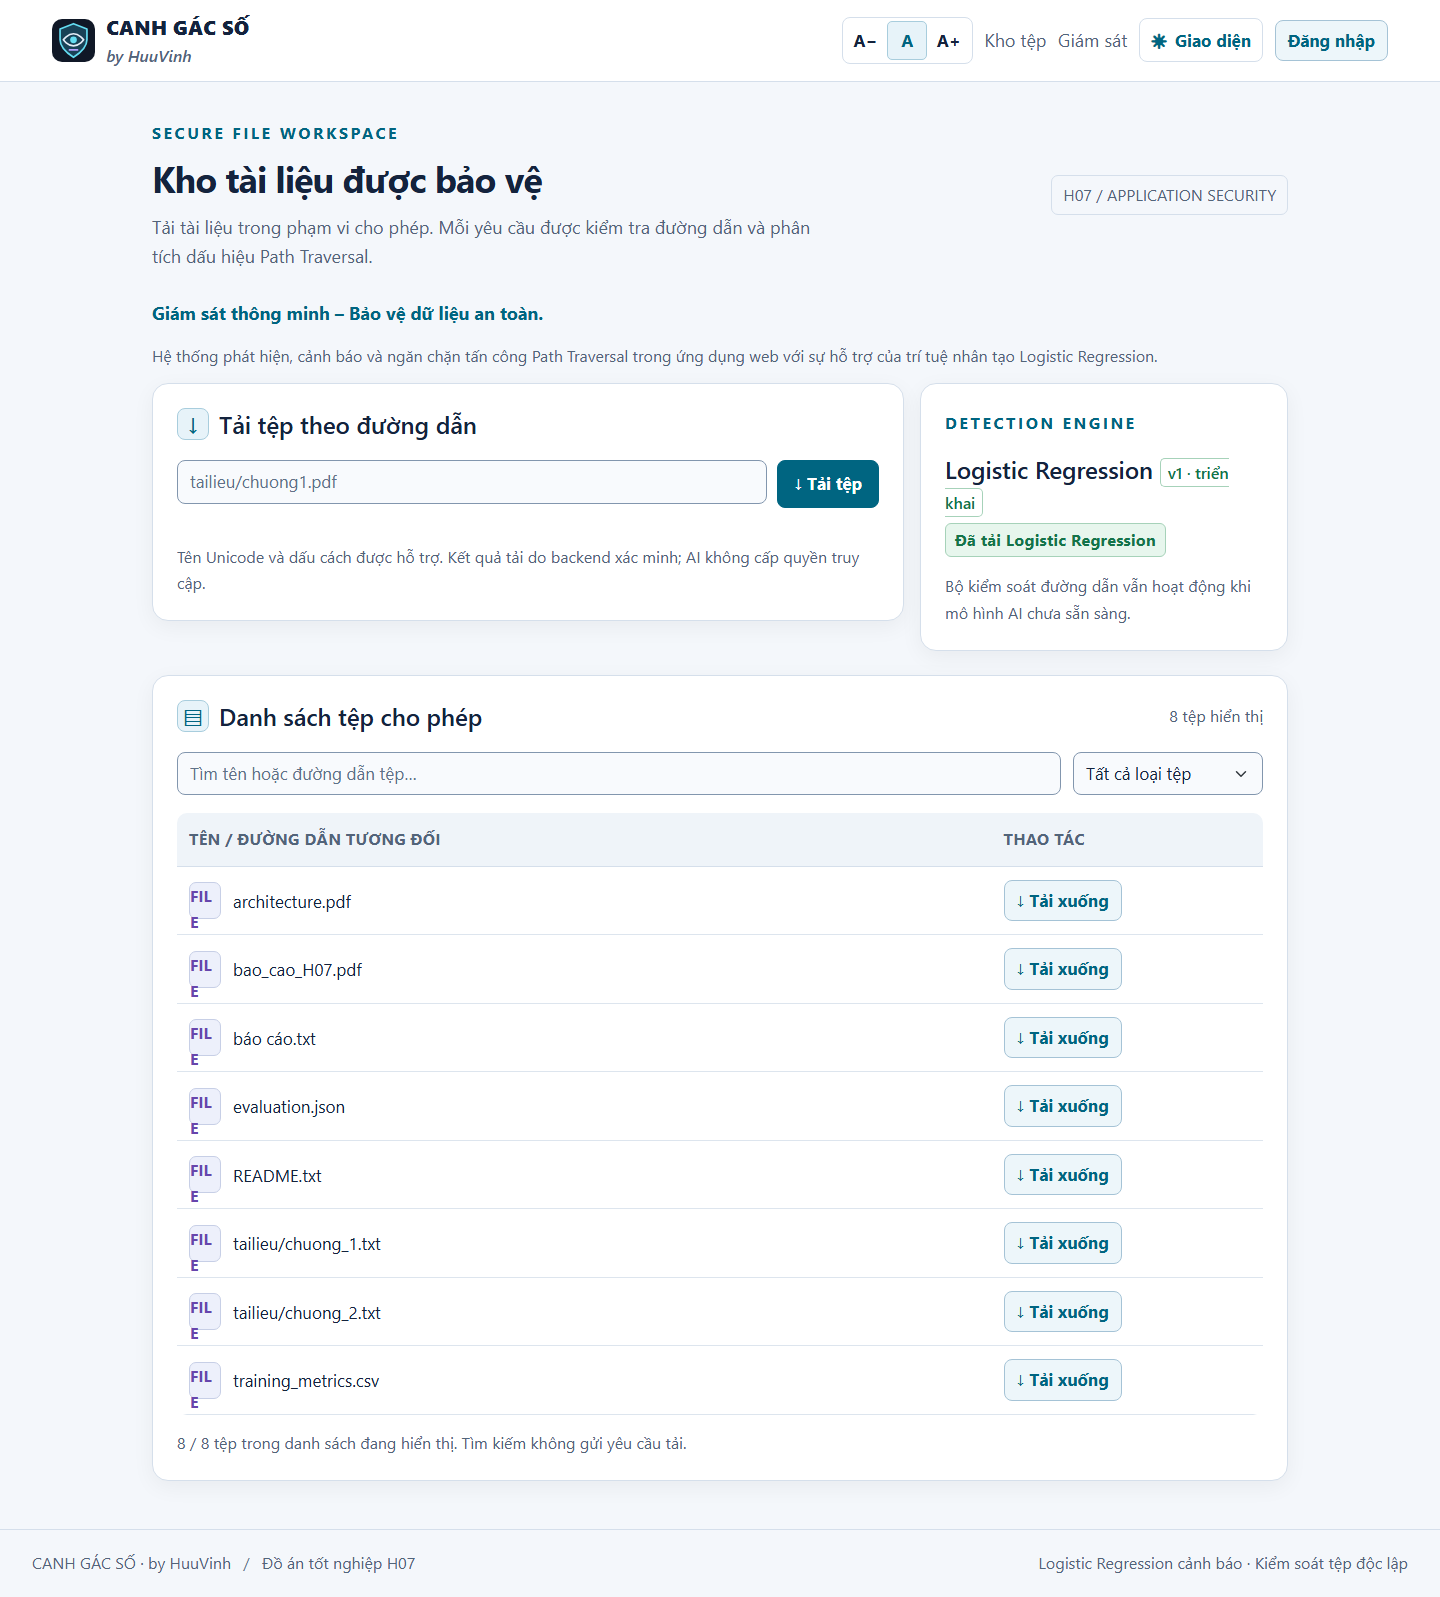 CANH GÁC SỐ
by HuuVinh
A− A A+ Kho tệp Giám sát Giao diện Đăng nhập
SECURE FILE WORKSPACE
Kho tài liệu được bảo vệ
H07 / APPLICATION SECURITY
Tải tài liệu trong phạm vi cho phép. Mỗi yêu cầu được kiểm tra đường dẫn và phân
tích dấu hiệu Path Traversal.
Giám sát thông minh – Bảo vệ dữ liệu an toàn.
Hệ thống phát hiện, cảnh báo và ngăn chặn tấn công Path Traversal trong ứng dụng web với sự hỗ trợ của trí tuệ nhân tạo Logistic Regression.
↓ Tải tệp theo đường dẫn
tailieu/chuong1.pdf
↓ Tải tệp
Tên Unicode và dấu cách được hỗ trợ. Kết quả tải do backend xác minh; AI không cấp quyền truy
cập.
DETECTION ENGINE
Logistic Regression v1 · triển
khai
Đã tải Logistic Regression
Bộ kiểm soát đường dẫn vẫn hoạt động khi
mô hình AI chưa sẵn sàng.
Danh sách tệp cho phép
8 tệp hiển thị
Tìm tên hoặc đường dẫn tệp...
Tất cả loại tệp
TÊN / ĐƯỜNG DẪN TƯƠNG ĐỐI THAO TÁC
FIL
E
architecture.pdf ↓ Tải xuống
FIL
E
bao_cao_H07.pdf ↓ Tải xuống
FIL
E
báo cáo.txt ↓ Tải xuống
FIL
E
evaluation.json ↓ Tải xuống
FIL
E
README.txt ↓ Tải xuống
FIL
E
tailieu/chuong_1.txt ↓ Tải xuống
FIL
E
tailieu/chuong_2.txt ↓ Tải xuống
FIL
E
training_metrics.csv ↓ Tải xuống
8 / 8 tệp trong danh sách đang hiển thị. Tìm kiếm không gửi yêu cầu tải.
CANH GÁC SỐ · by HuuVinh / Đồ án tốt nghiệp H07
Logistic Regression cảnh báo · Kiểm soát tệp độc lập